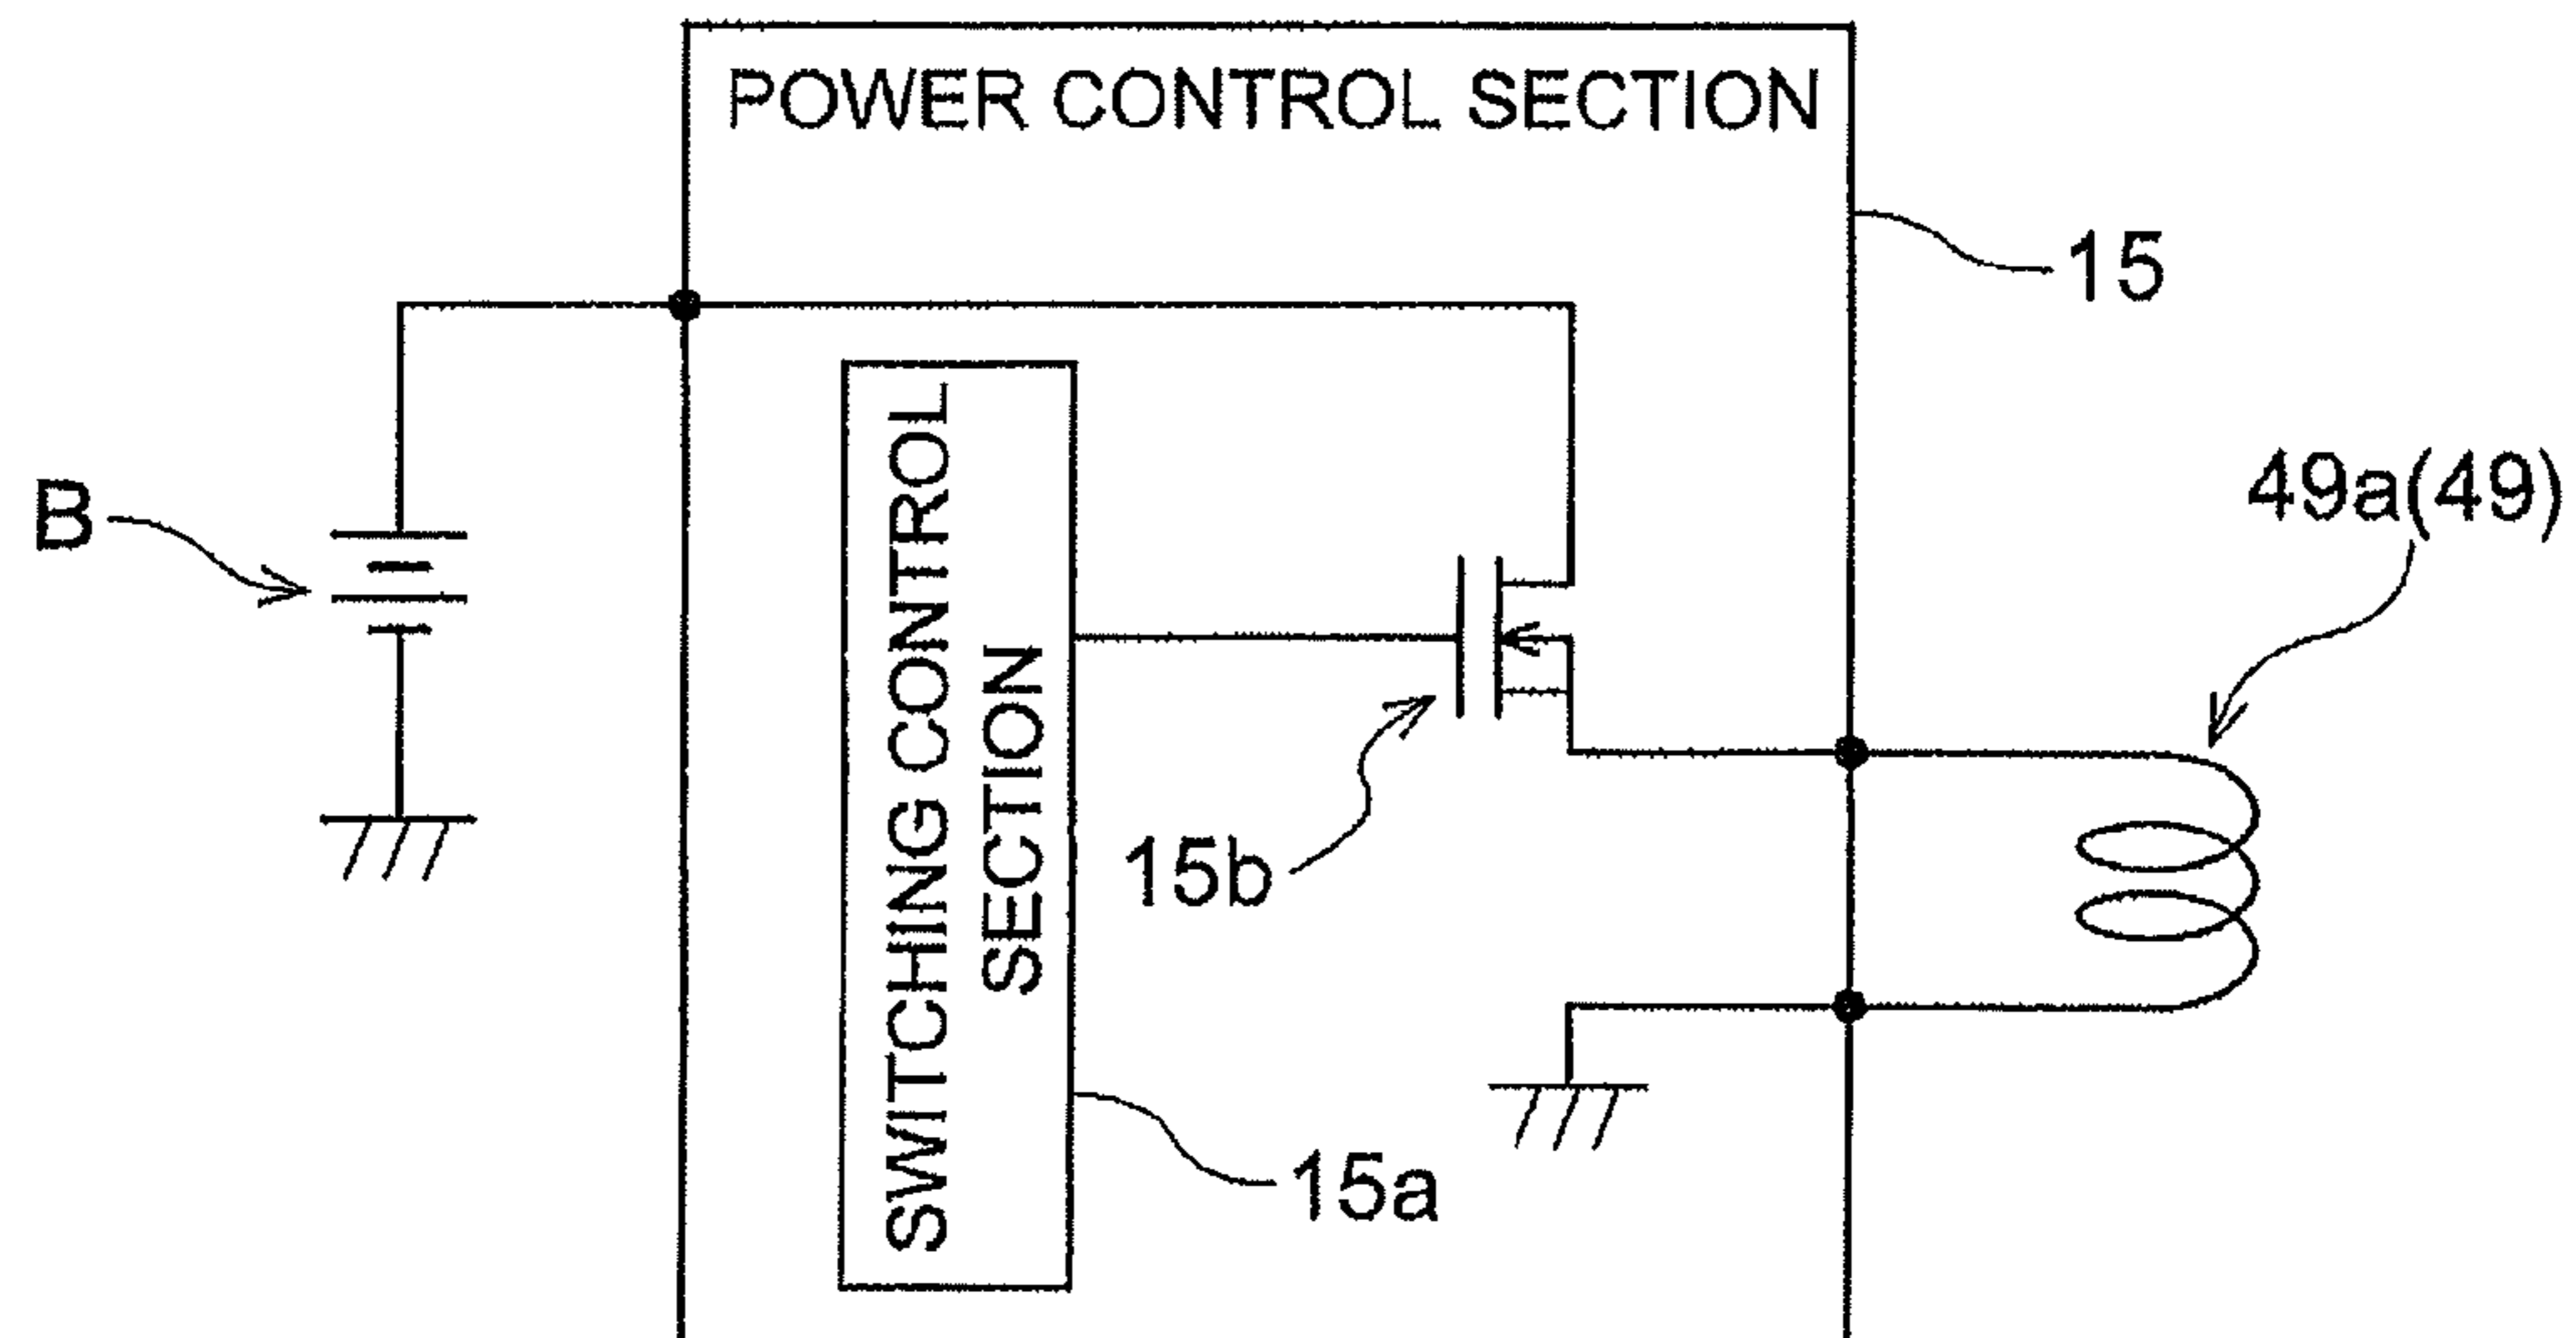 POWER CONTROL SECTION
15
B
49a(49)
SWITCHING CONTROL
SECTION
15b
15a